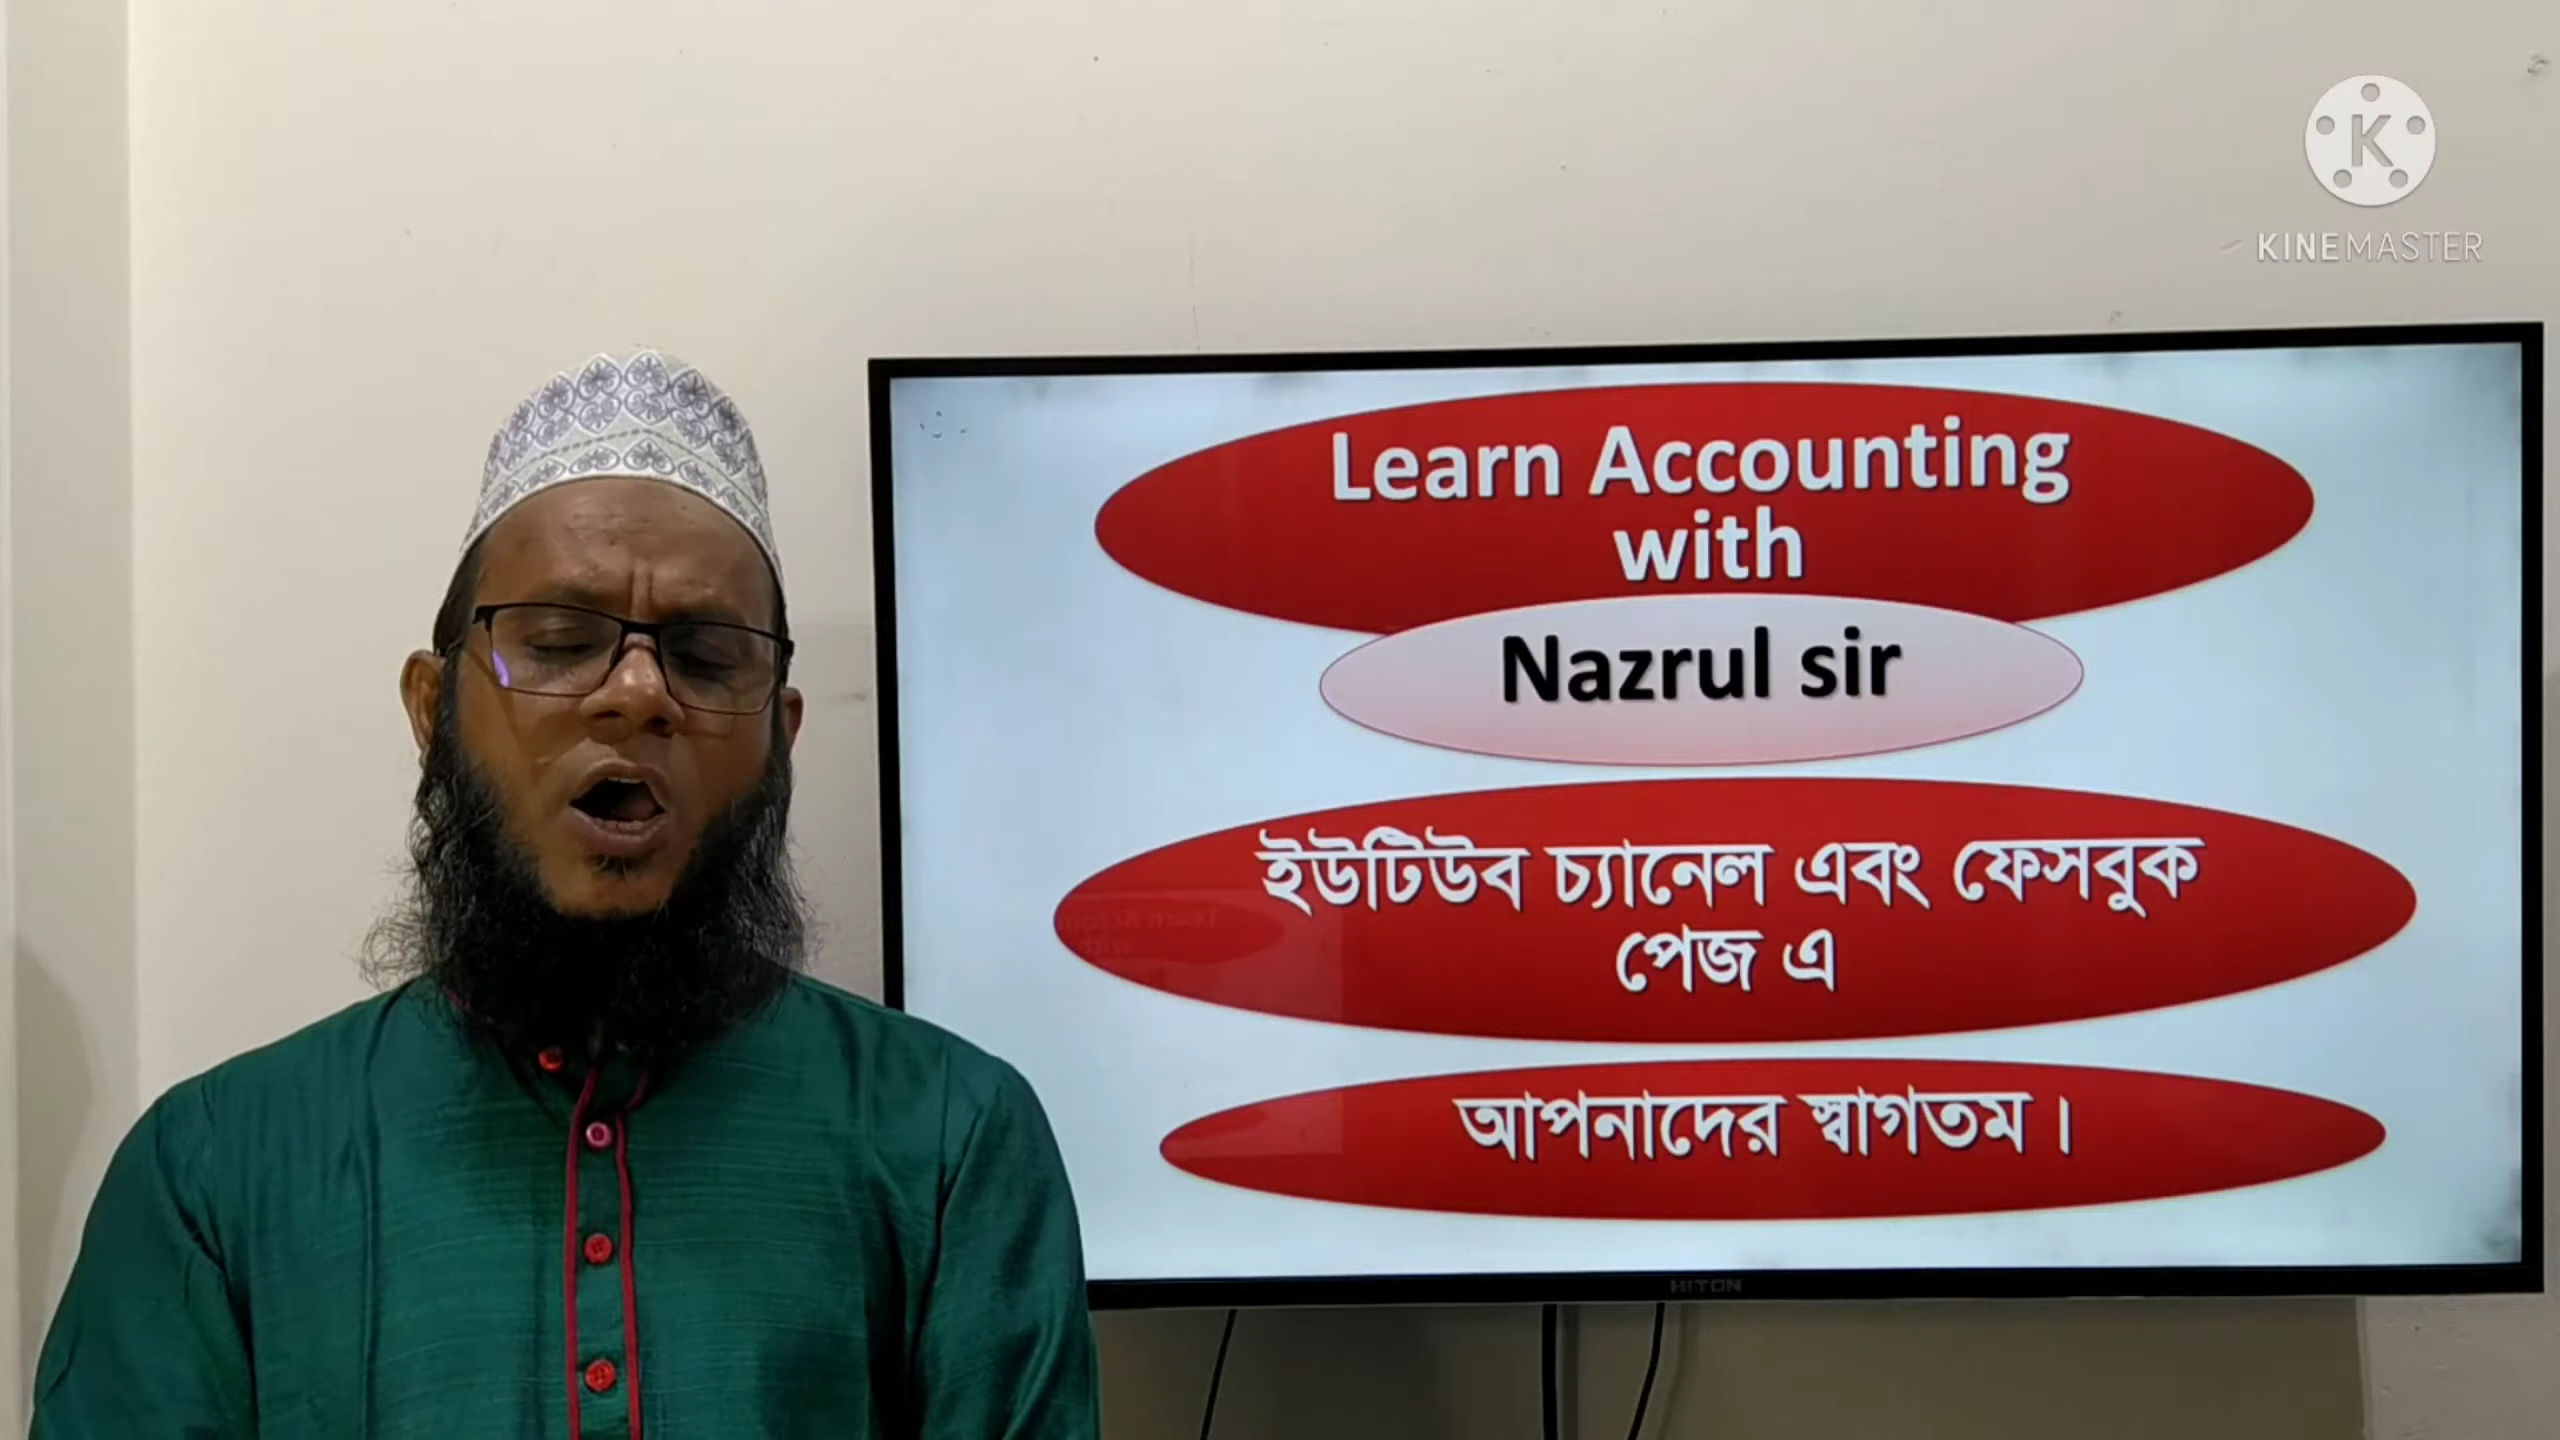 K
KINEMASTER
Learn Accounting
with
Nazrul sir
ইউটিউব চ্যানেল এবং ফেসবুক
পেজ এ
আপনাদের স্বাগতম।
HITON